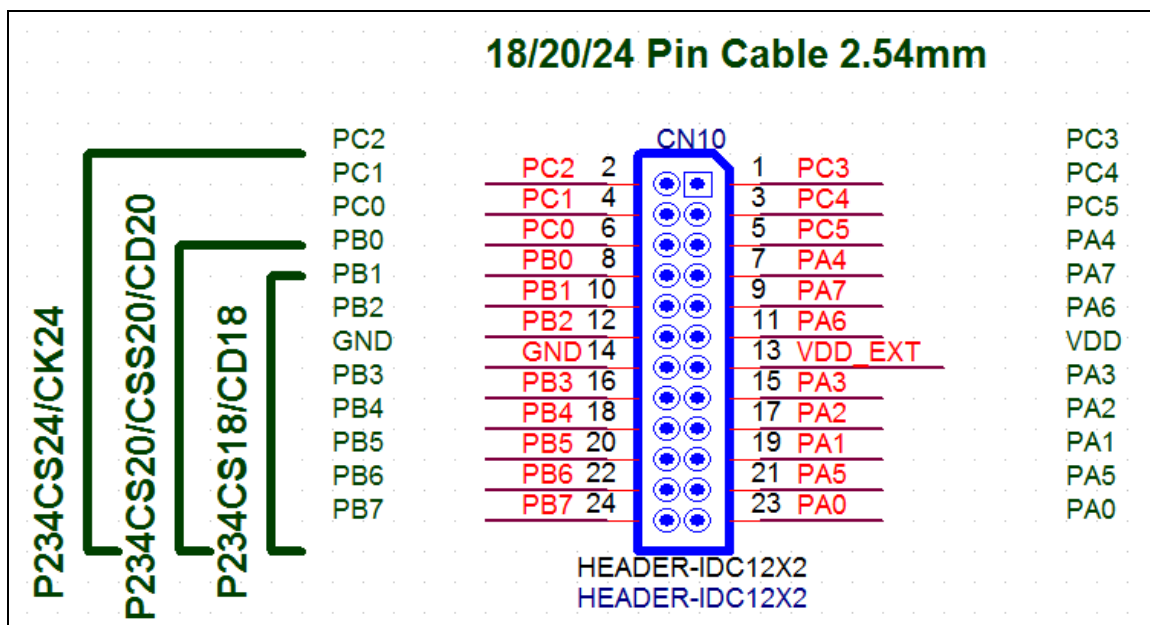 18/20/24 Pin Cable 2.54mm
CN10
PC2 PC2 2 1 PC3 PC3
PC1 PC1 4 3 PC4 PC4
PC0 PC0 6 5 PC5 PC5
PB0 PB0 8 7 PA4 PA4
PB1 PB1 10 9 PA7 PA7
PB2 PB2 12 11 PA6 PA6
GND GND 14 13 VDD_EXT VDD
PB3 PB3 16 15 PA3 PA3
PB4 PB4 18 17 PA2 PA2
PB5 PB5 20 19 PA1 PA1
PB6 PB6 22 21 PA5 PA5
PB7 PB7 24 23 PA0 PA0
P234CS24/CK24
P234CS20/CSS20/CD20
P234CS18/CD18
HEADER-IDC12X2
HEADER-IDC12X2